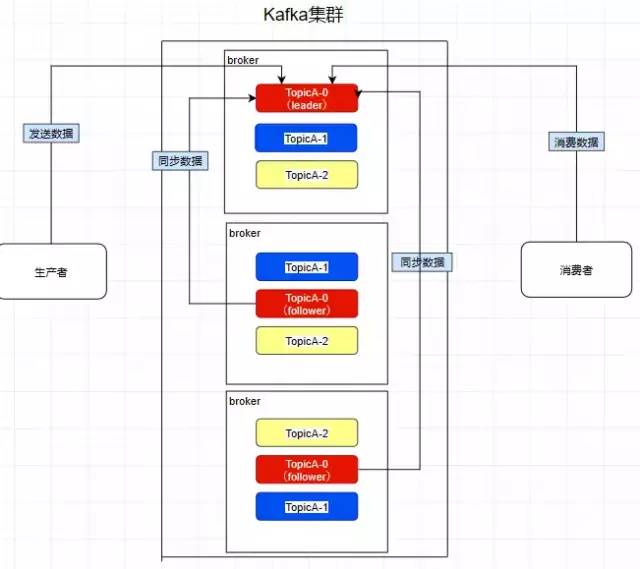 Kafka集群
broker
TopicA-0
（leader）
TopicA-1
TopicA-2
发送数据
消费数据
同步数据
broker
TopicA-1
TopicA-0
（follower）
TopicA-2
生产者
同步数据
消费者
broker
TopicA-2
TopicA-0
（follower）
TopicA-1